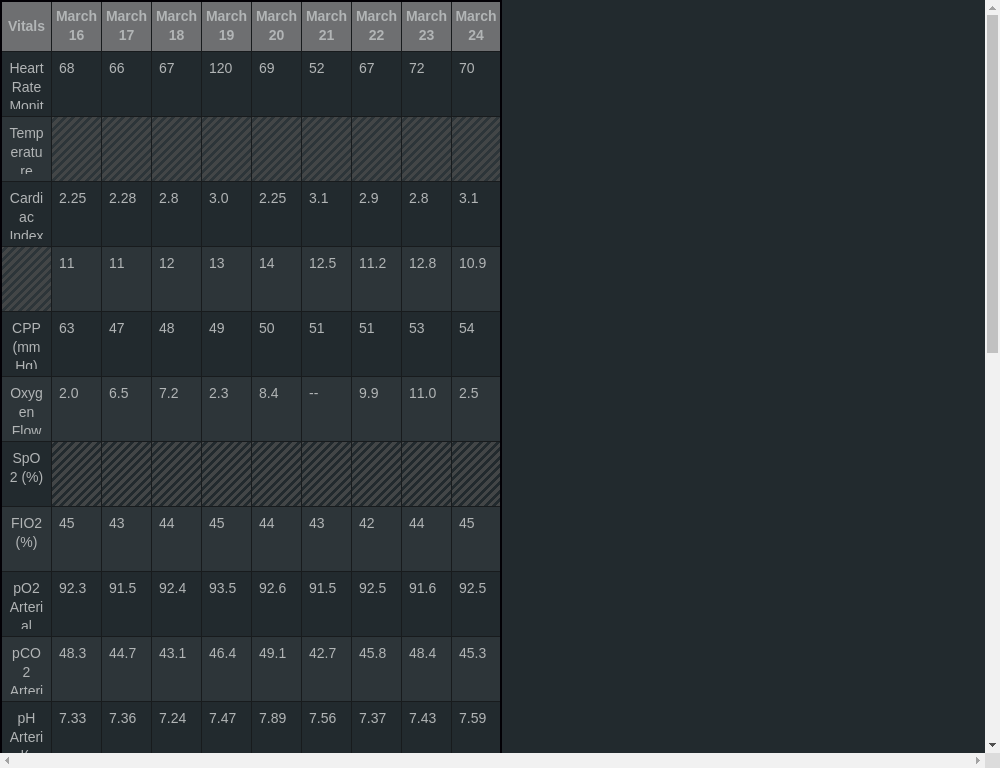 Vitals March 16 March 17 March 18 March 19 March 20 March 21 March 22 March 23 March 24
Heart Rate Monit 68 66 67 120 69 52 67 72 70
Temperature
Cardiac Index 2.25 2.28 2.8 3.0 2.25 3.1 2.9 2.8 3.1
11 11 12 13 14 12.5 11.2 12.8 10.9
CPP (mm Hg) 63 47 48 49 50 51 51 53 54
Oxygen Flow 2.0 6.5 7.2 2.3 8.4 -- 9.9 11.0 2.5
SpO2 (%)
FIO2 (%) 45 43 44 45 44 43 42 44 45
pO2 Arterial 92.3 91.5 92.4 93.5 92.6 91.5 92.5 91.6 92.5
pCO2 Arteri 48.3 44.7 43.1 46.4 49.1 42.7 45.8 48.4 45.3
pH Arteri 7.33 7.36 7.24 7.47 7.89 7.56 7.37 7.43 7.59